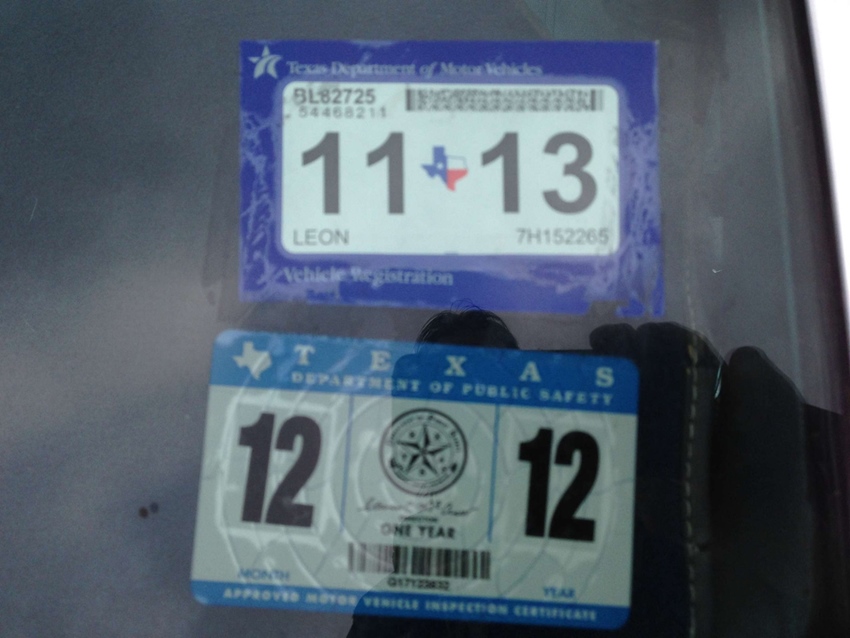 Texas Department of Motor Vehicles
BL82725
54468211
11 13
LEON 7H152265
Vehicle Registration
TEXAS
DEPARTMENT OF PUBLIC SAFETY
12 12
ONE YEAR
MONTH YEAR
APPROVED MOTOR VEHICLE INSPECTION CERTIFICATE